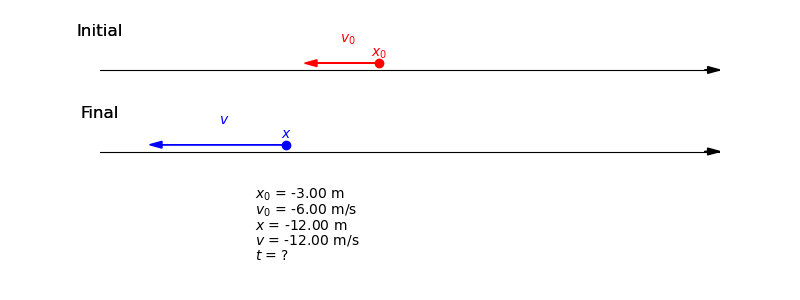 Initial
v₀
x₀
Final
v
x
x₀ = -3.00 m
v₀ = -6.00 m/s
x = -12.00 m
v = -12.00 m/s
t = ?